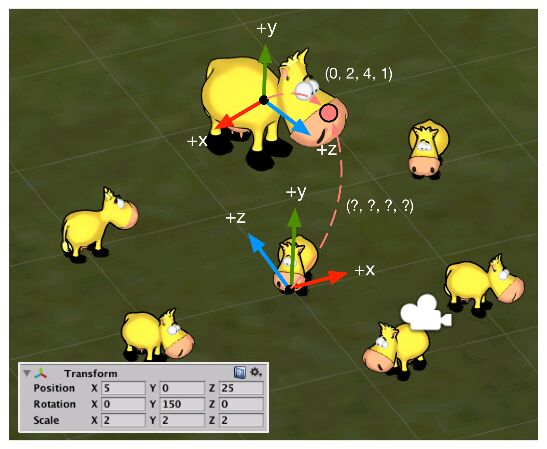 +y
(0, 2, 4, 1)
+x
+z
+y
(?, ?, ?, ?)
+z
+x
Transform
Position X 5 Y 0 Z 25
Rotation X 0 Y 150 Z 0
Scale X 2 Y 2 Z 2